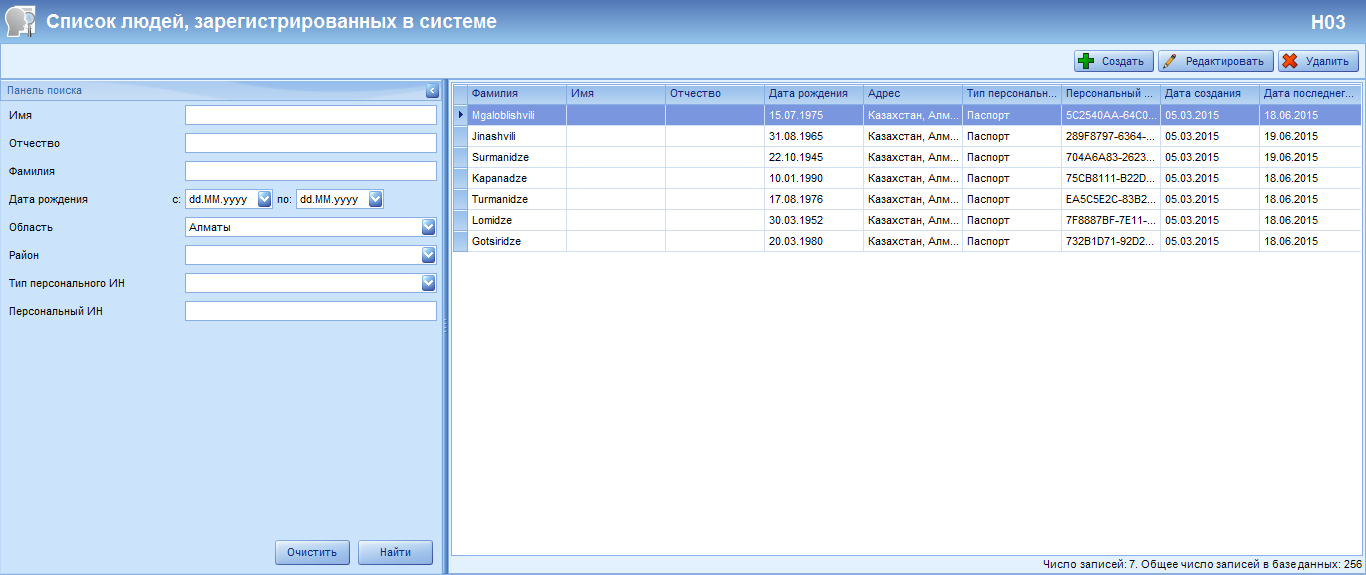 Список людей, зарегистрированных в системе H03
Создать Редактировать Удалить
Панель поиска
Имя
Отчество
Фамилия
Дата рождения с: dd.MM.yyyy по: dd.MM.yyyy
Область Алматы
Район
Тип персонального ИН
Персональный ИН
Очистить Найти
Фамилия Имя Отчество Дата рождения Адрес Тип персональн... Персональный ... Дата создания Дата последнег...
Mgaloblishvili 15.07.1975 Казахстан, Алм... Паспорт 5C2540AA-64C0... 05.03.2015 18.06.2015
Jinashvili 31.08.1965 Казахстан, Алм... Паспорт 289F8797-6364-... 05.03.2015 19.06.2015
Surmanidze 22.10.1945 Казахстан, Алм... Паспорт 704A6A83-2623... 05.03.2015 19.06.2015
Kapanadze 10.01.1990 Казахстан, Алм... Паспорт 75CB8111-B22D... 05.03.2015 18.06.2015
Turmanidze 17.08.1976 Казахстан, Алм... Паспорт EA5C5E2C-83B2... 05.03.2015 18.06.2015
Lomidze 30.03.1952 Казахстан, Алм... Паспорт 7F8887BF-7E11-... 05.03.2015 18.06.2015
Gotsiridze 20.03.1980 Казахстан, Алм... Паспорт 732B1D71-92D2... 05.03.2015 18.06.2015
Число записей: 7. Общее число записей в базе данных: 256